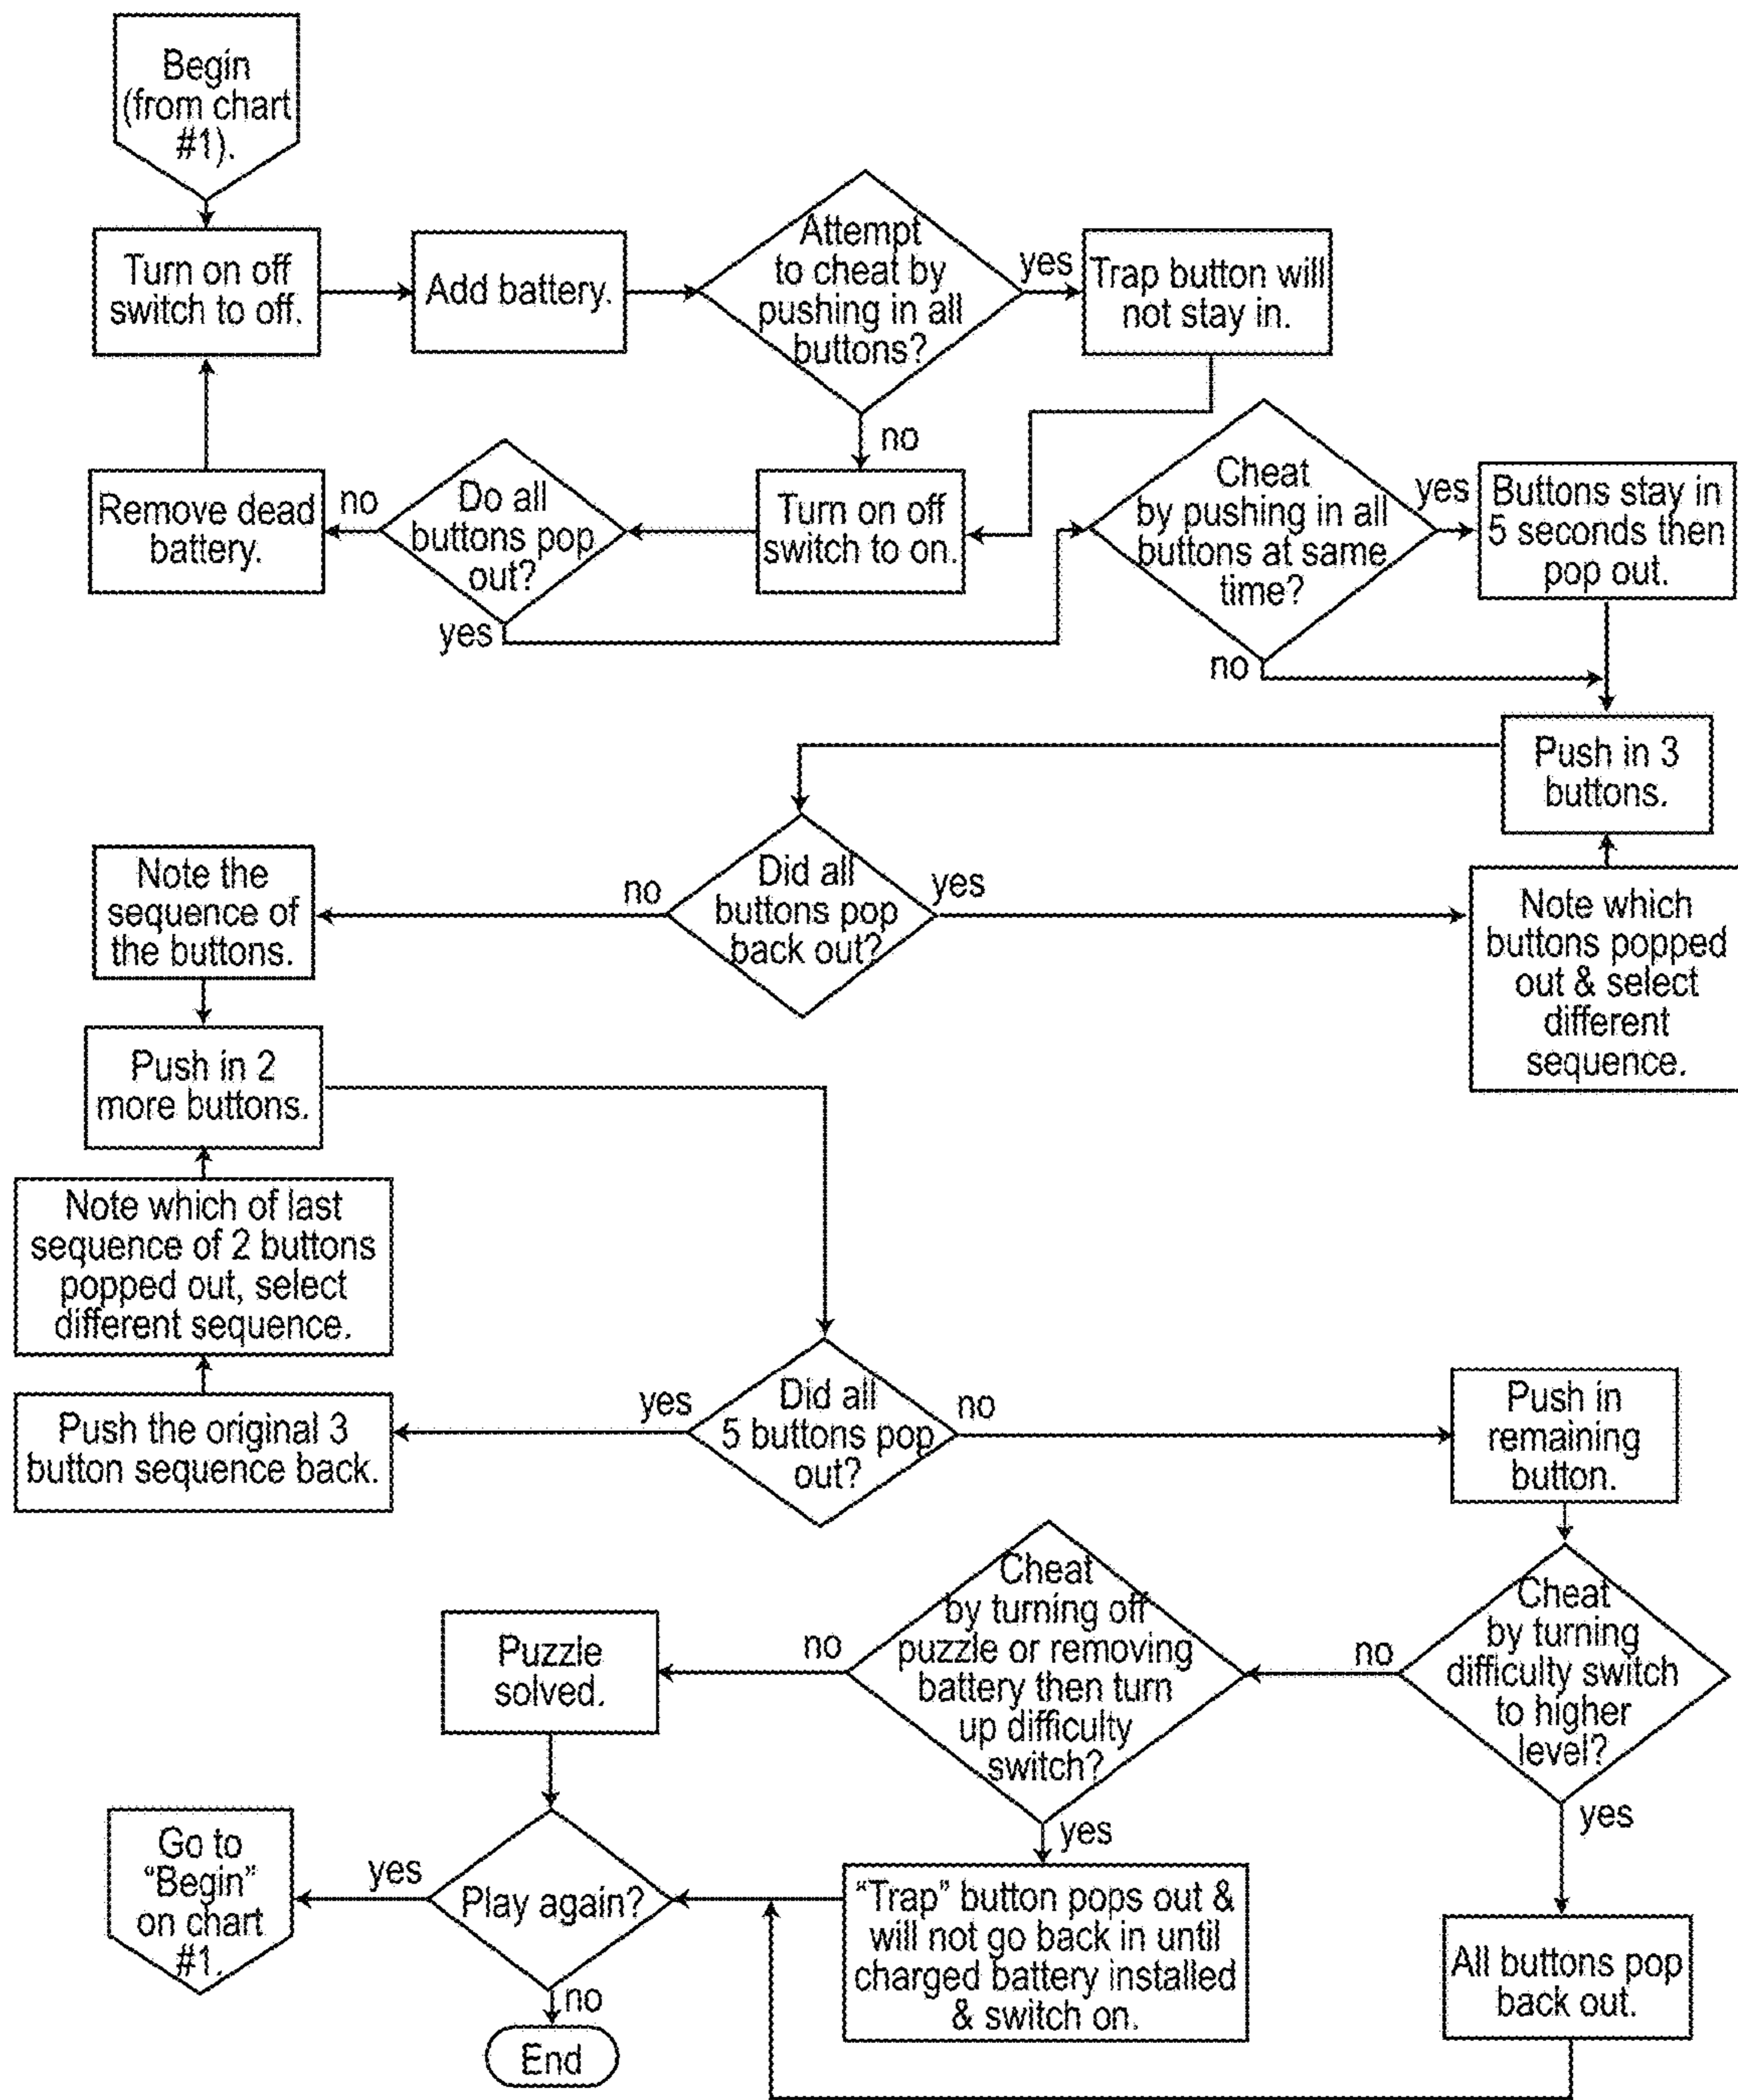 Begin
(from chart
#1).
Turn on off
switch to off.
Add battery.
Attempt
to cheat by
pushing in all
buttons?
yes
Trap button will
not stay in.
no
Turn on off
switch to on.
Do all
buttons pop
out?
no
Remove dead
battery.
yes
Cheat
by pushing in all
buttons at same
time?
yes
Buttons stay in
5 seconds then
pop out.
no
Push in 3
buttons.
Did all
buttons pop
back out?
yes
Note which
buttons popped
out & select
different
sequence.
no
Note the
sequence of
the buttons.
Push in 2
more buttons.
Note which of last
sequence of 2 buttons
popped out, select
different sequence.
Push the original 3
button sequence back.
yes
Did all
5 buttons pop
out?
no
Push in
remaining
button.
Cheat
by turning
difficulty switch
to higher
level?
no
yes
All buttons pop
back out.
Cheat
by turning off
puzzle or removing
battery then turn
up difficulty
switch?
no
yes
"Trap" button pops out &
will not go back in until
charged battery installed
& switch on.
Puzzle
solved.
Play again?
yes
Go to
“Begin”
on chart
#1.
no
End